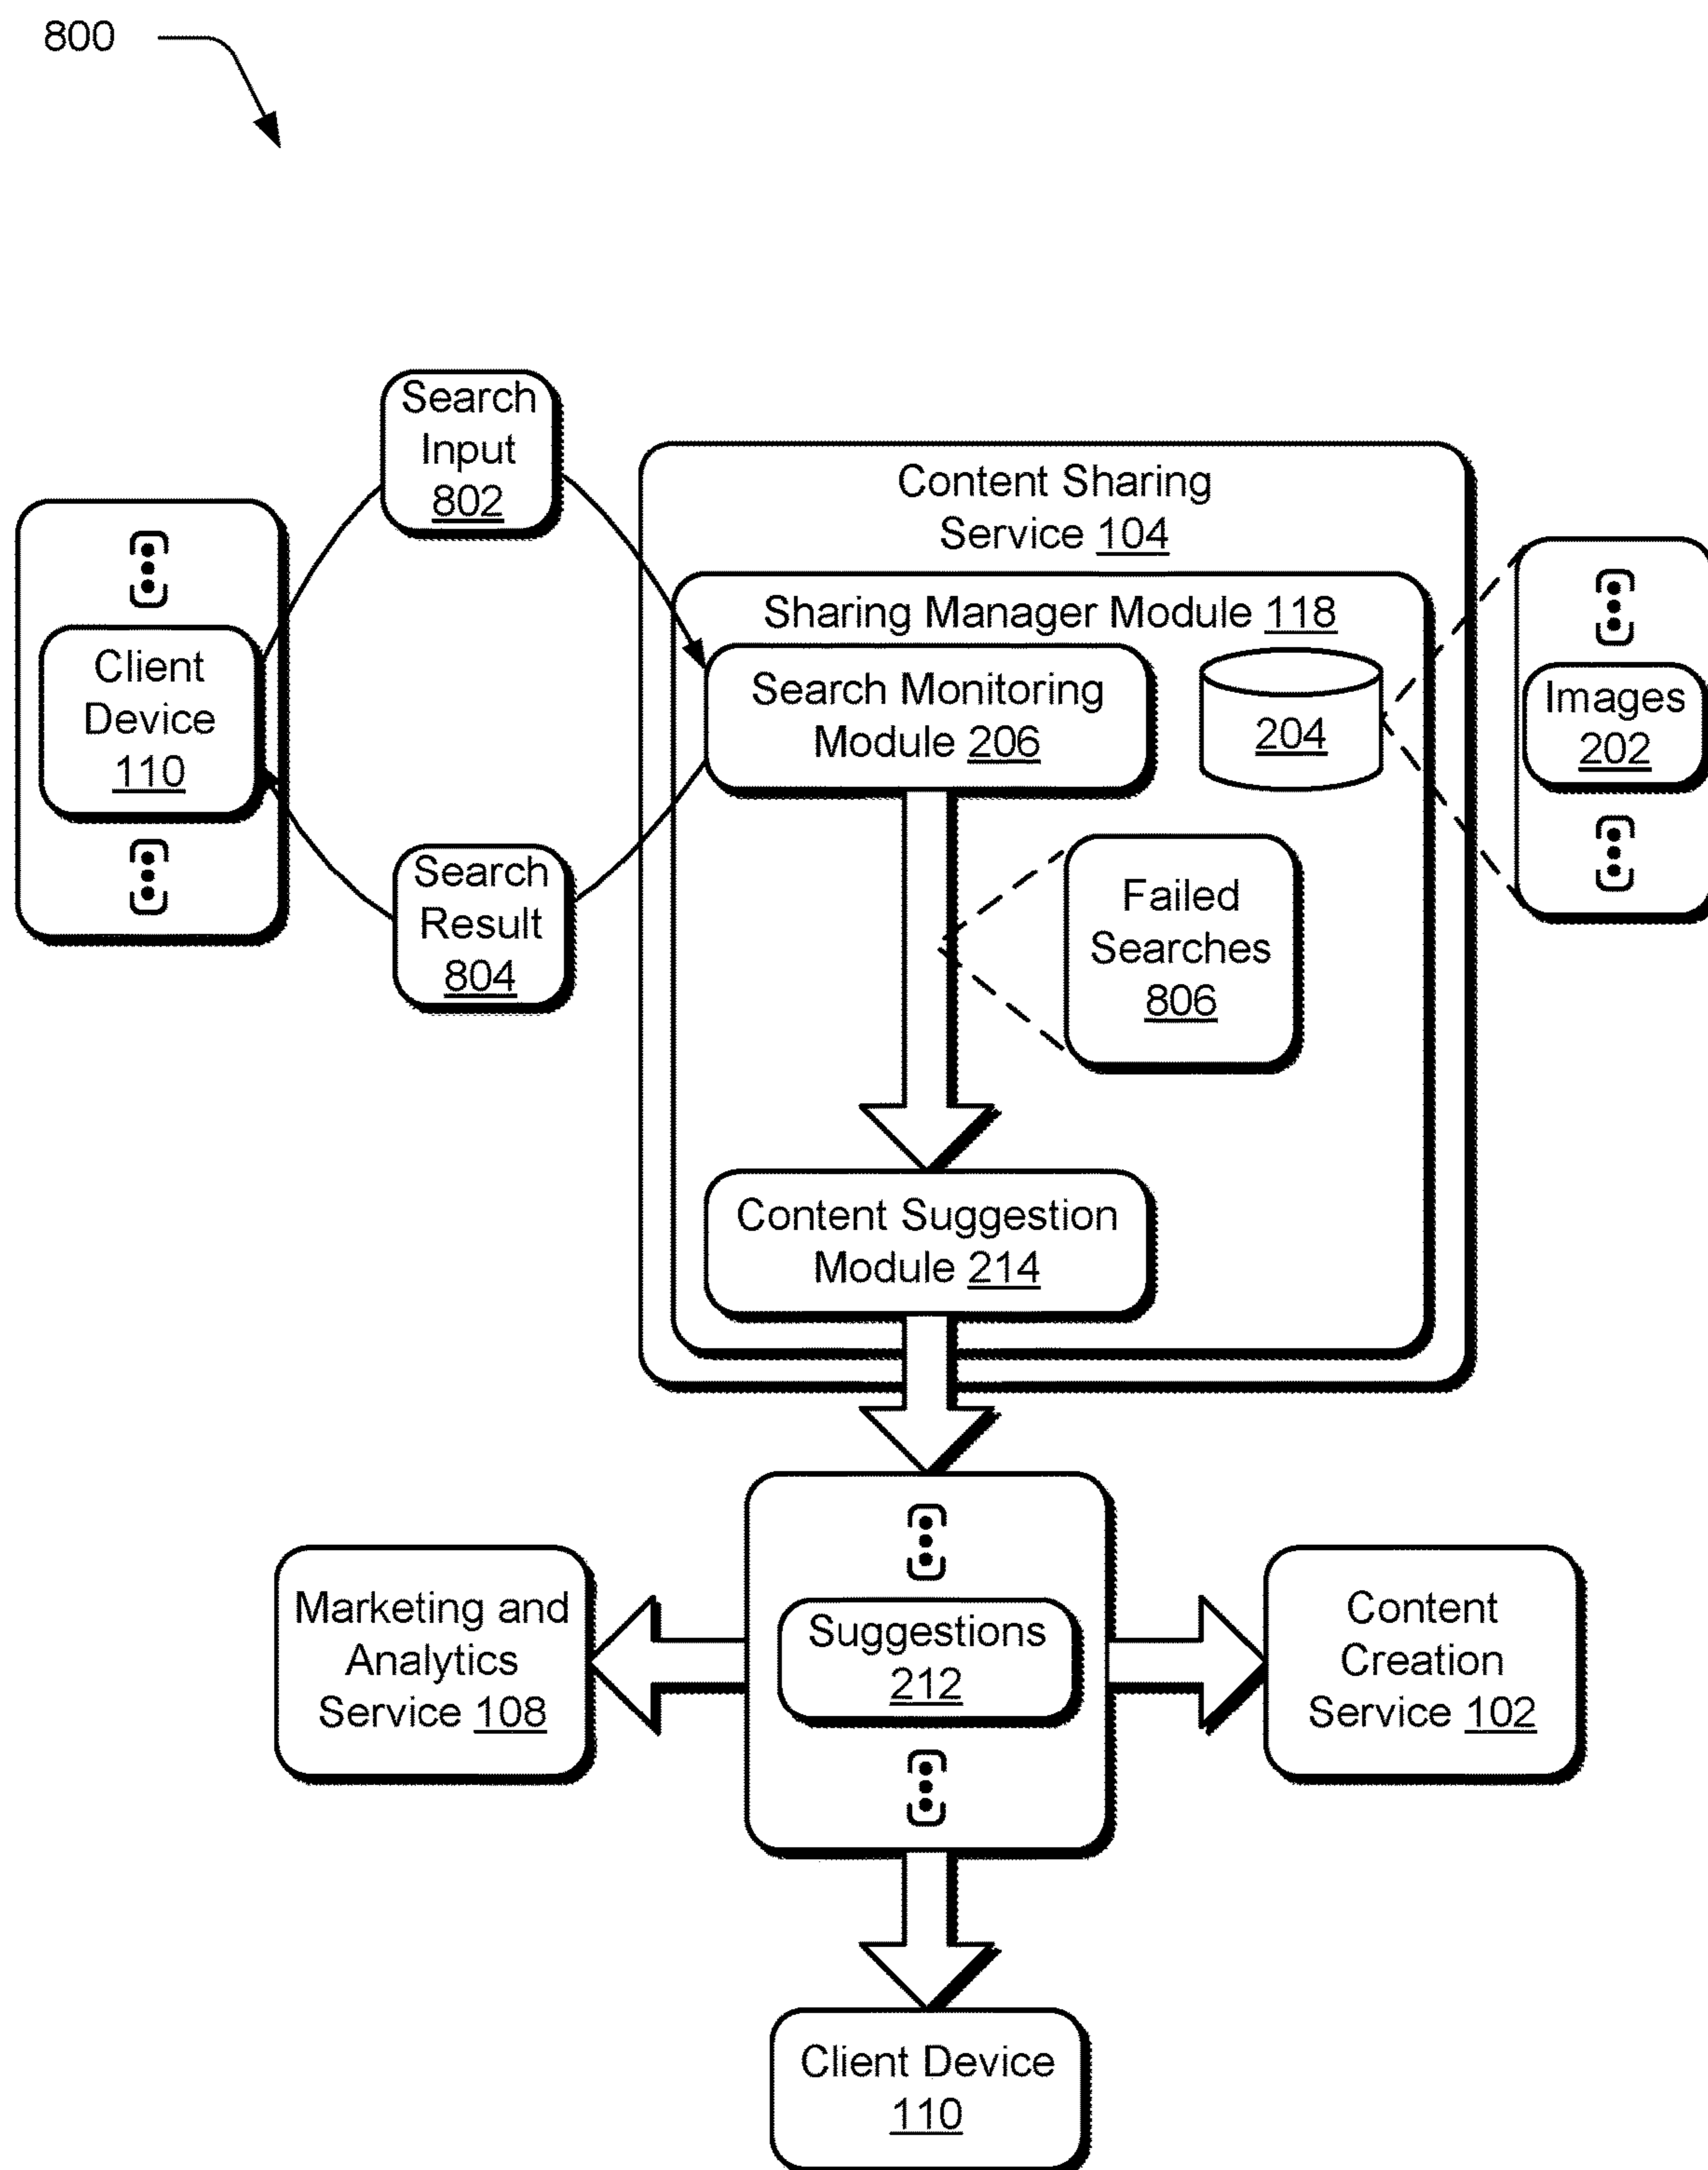 800
Search
Input
802
Content Sharing
Service 104
Sharing Manager Module 118
Client
Device
110
Search Monitoring
Module 206
204
Images
202
Search
Result
804
Failed
Searches
806
Content Suggestion
Module 214
Marketing and
Analytics
Service 108
Suggestions
212
Content
Creation
Service 102
Client Device
110